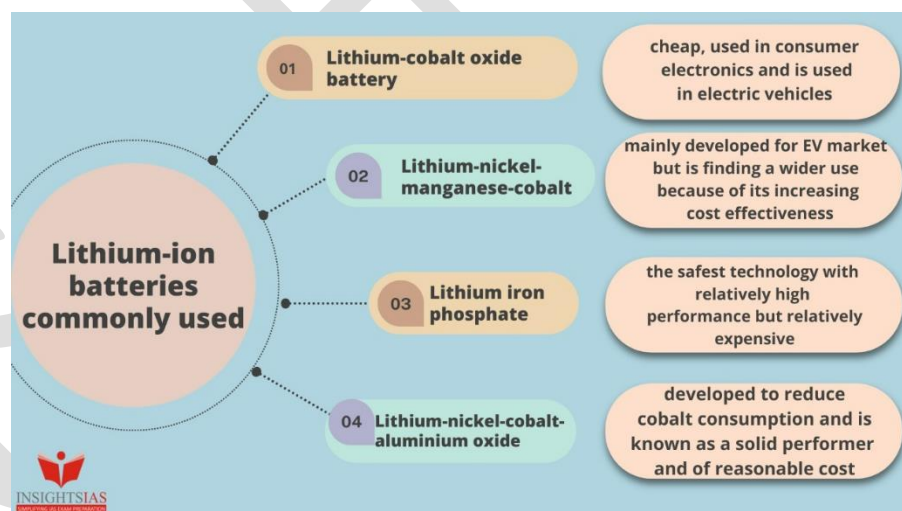 01
Lithium-cobalt oxide
battery
cheap, used in consumer
electronics and is used
in electric vehicles
02
Lithium-nickel-
manganese-cobalt
mainly developed for EV market
but is finding a wider use
because of its increasing
cost effectiveness
Lithium-ion
batteries
commonly used
03
Lithium iron
phosphate
the safest technology with
relatively high
performance but relatively
expensive
04
Lithium-nickel-cobalt-
aluminium oxide
developed to reduce
cobalt consumption and is
known as a solid performer
and of reasonable cost
INSIGHTSIAS
SIMPLIFYING IAS EXAM PREPARATION